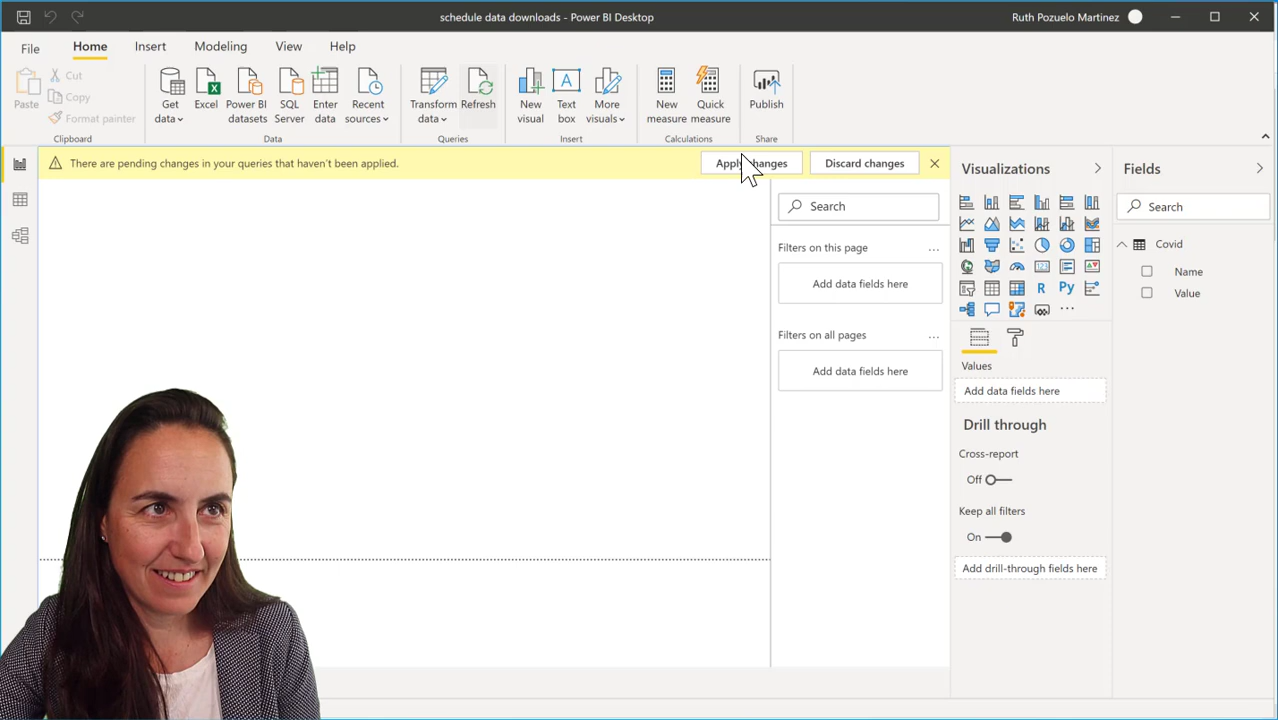 schedule data downloads - Power BI Desktop
Ruth Pozuelo Martinez
File
Home
Insert
Modeling
View
Help
Paste
Cut
Copy
Format painter
Clipboard
Get data
Excel
Power BI datasets
SQL Server
Enter data
Recent sources
Data
Transform data
Refresh
Queries
New visual
Text box
More visuals
Insert
New measure
Quick measure
Calculations
Publish
Share
There are pending changes in your queries that haven't been applied.
Apply changes
Discard changes
Search
Filters on this page
...
Add data fields here
Filters on all pages
...
Add data fields here
Visualizations
R
Py
123
...
Values
Add data fields here
Drill through
Cross-report
Off
Keep all filters
On
Add drill-through fields here
Fields
Search
Covid
Name
Value